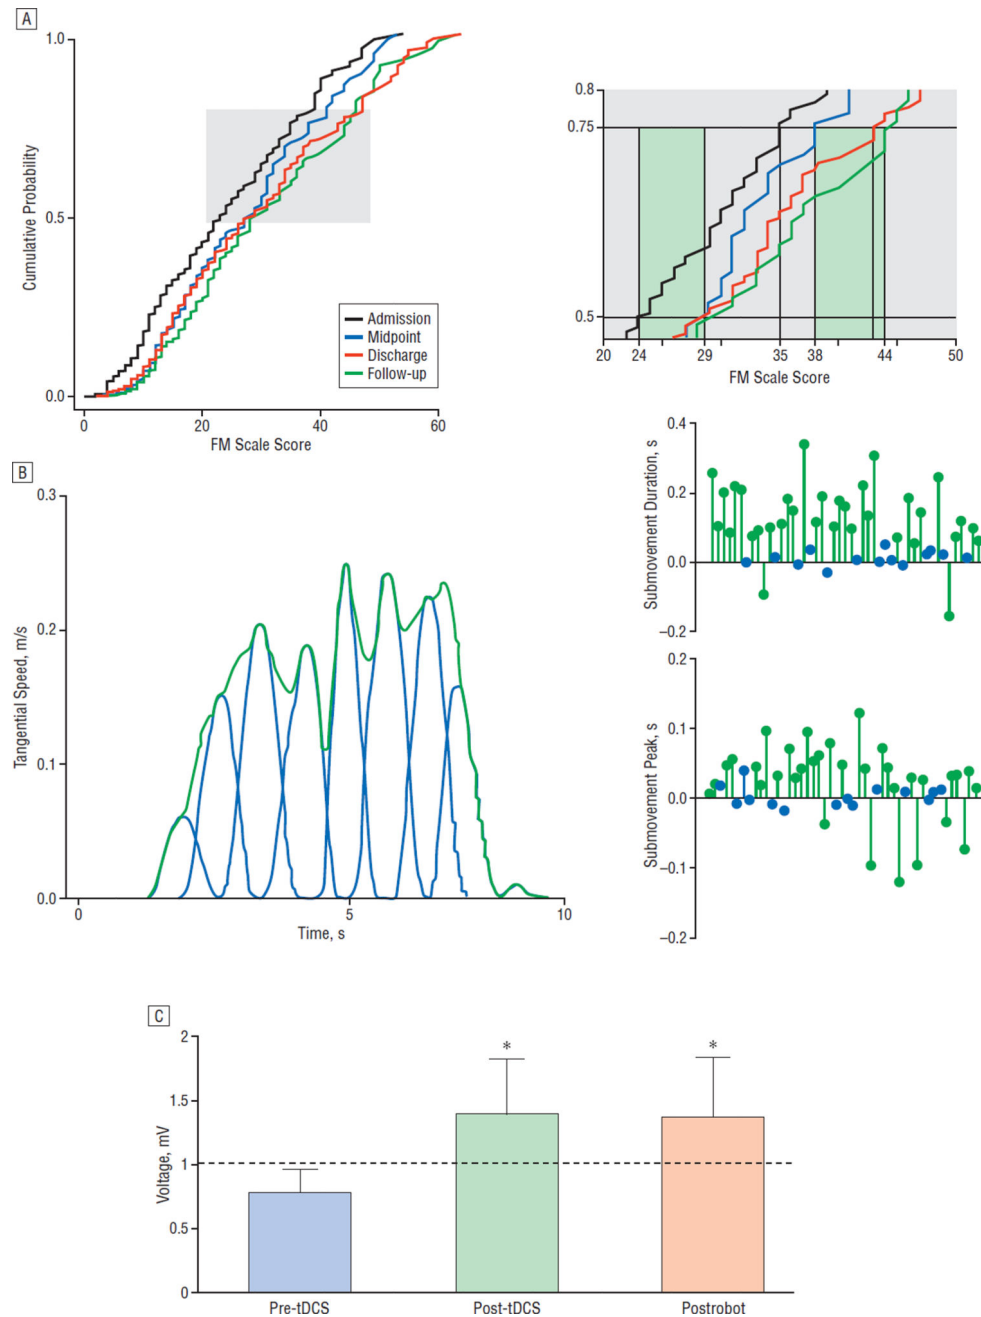 A
1.0
0.5
0.0
Cumulative Probability
0
20
40
60
FM Scale Score
Admission
Midpoint
Discharge
Follow-up
0.8
0.75
0.5
20
24
29
35
38
44
50
FM Scale Score
B
0.3
0.2
0.1
0.0
Tangential Speed, m/s
0
5
10
Time, s
0.4
0.2
0.0
–0.2
Submovement Duration, s
0.2
0.1
0.0
–0.1
–0.2
Submovement Peak, s
C
2
1.5
1
0.5
0
Voltage, mV
*
*
Pre-tDCS
Post-tDCS
Postrobot